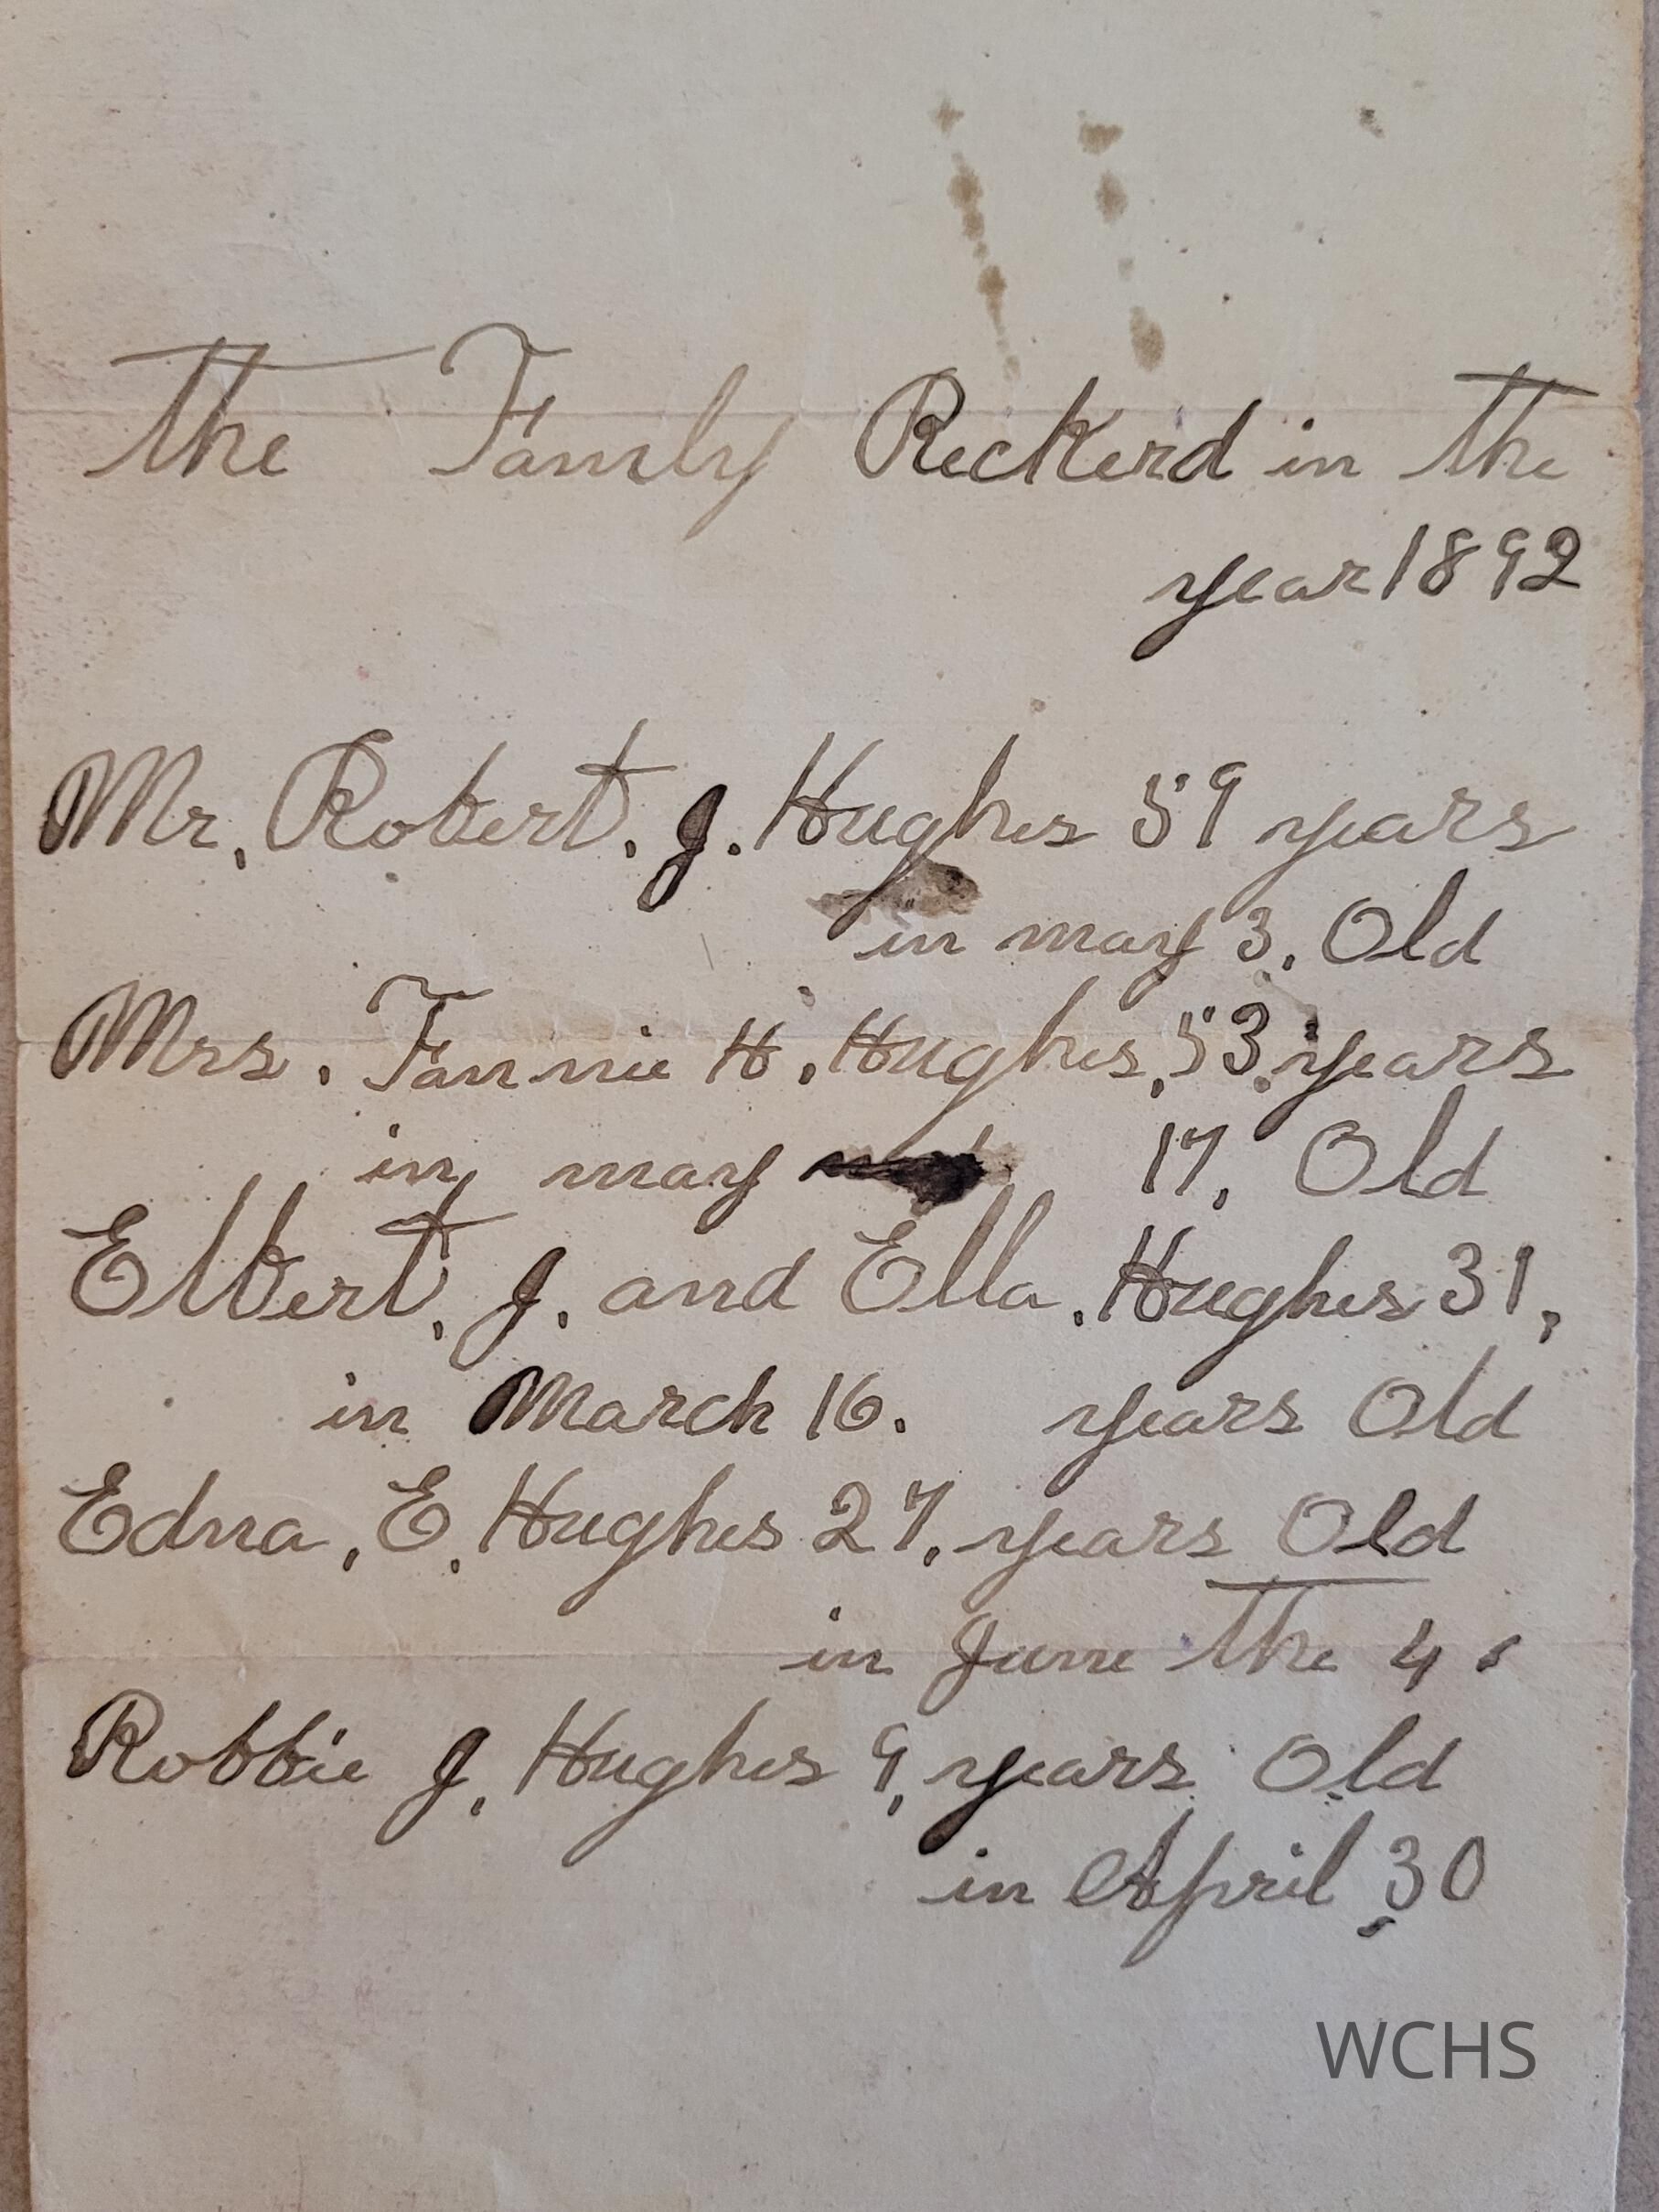 The Famly Reckerd in the
year 1892
Mr. Robert. J. Hughes 59 years
in may 3. Old
Mrs. Fannie H. Hughes. 53. years
in may 17. Old
Elbert. J. and Ella. Hughes 31,
in March 16. years Old
Edna. E. Hughes 27. years Old
in June the 4.
Robbie J. Hughes 9, years Old
in April 30
WCHS